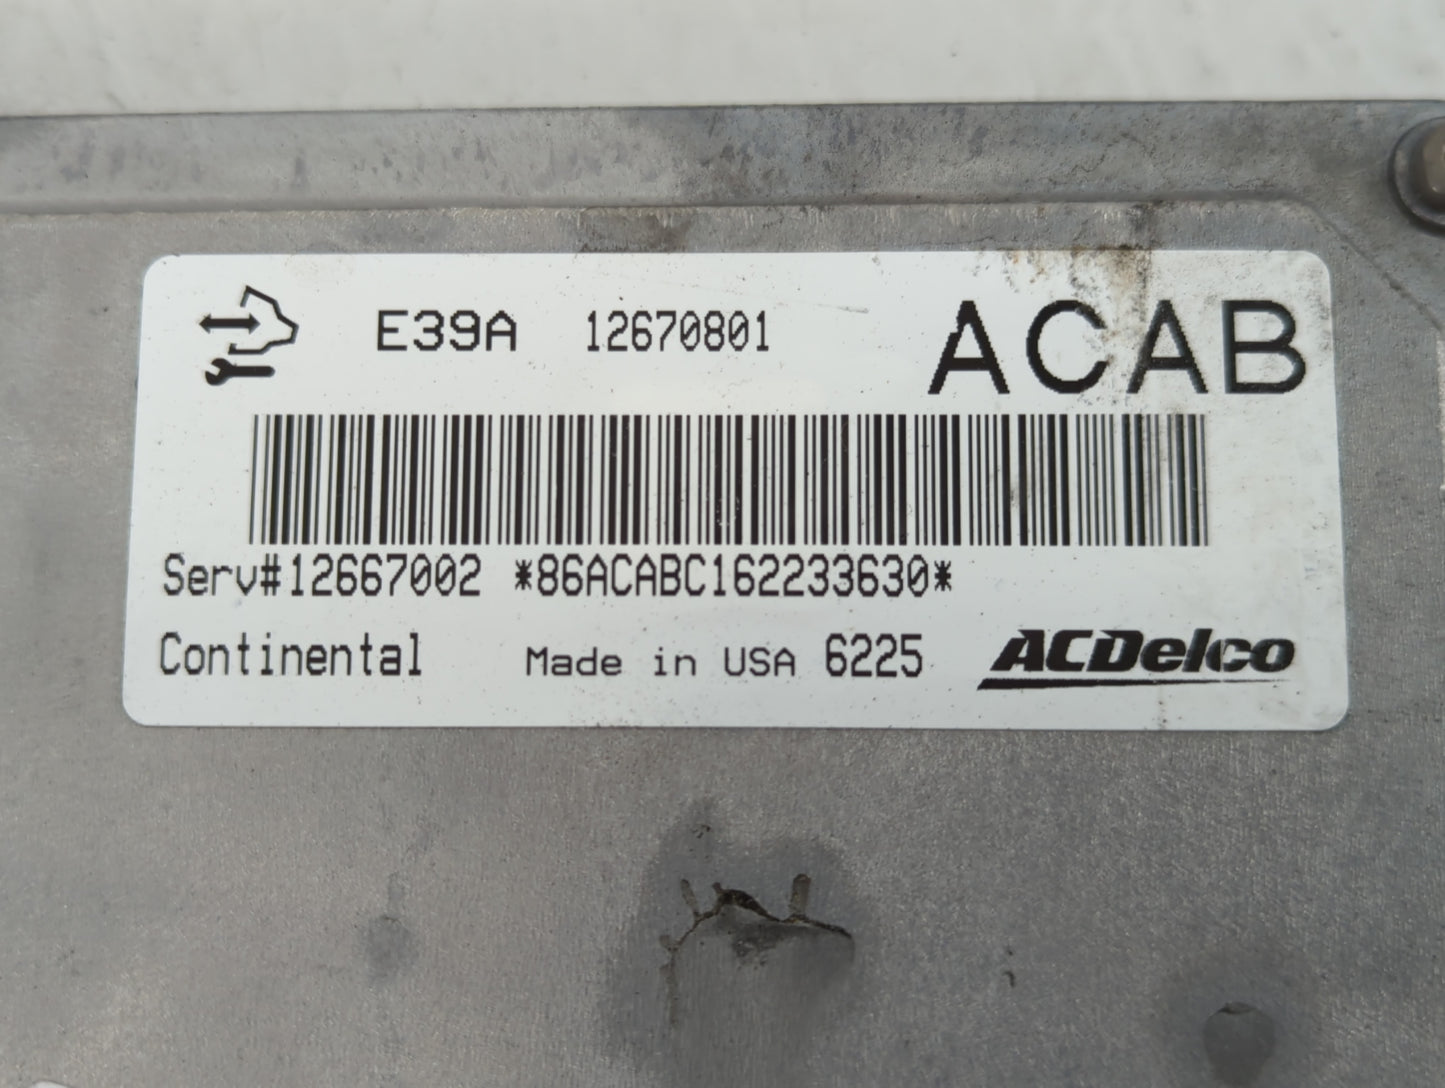 E39A 12670801 ACAB
Serv#12667002 *86ACABC162233630*
Continental Made in USA 6225 ACDelco